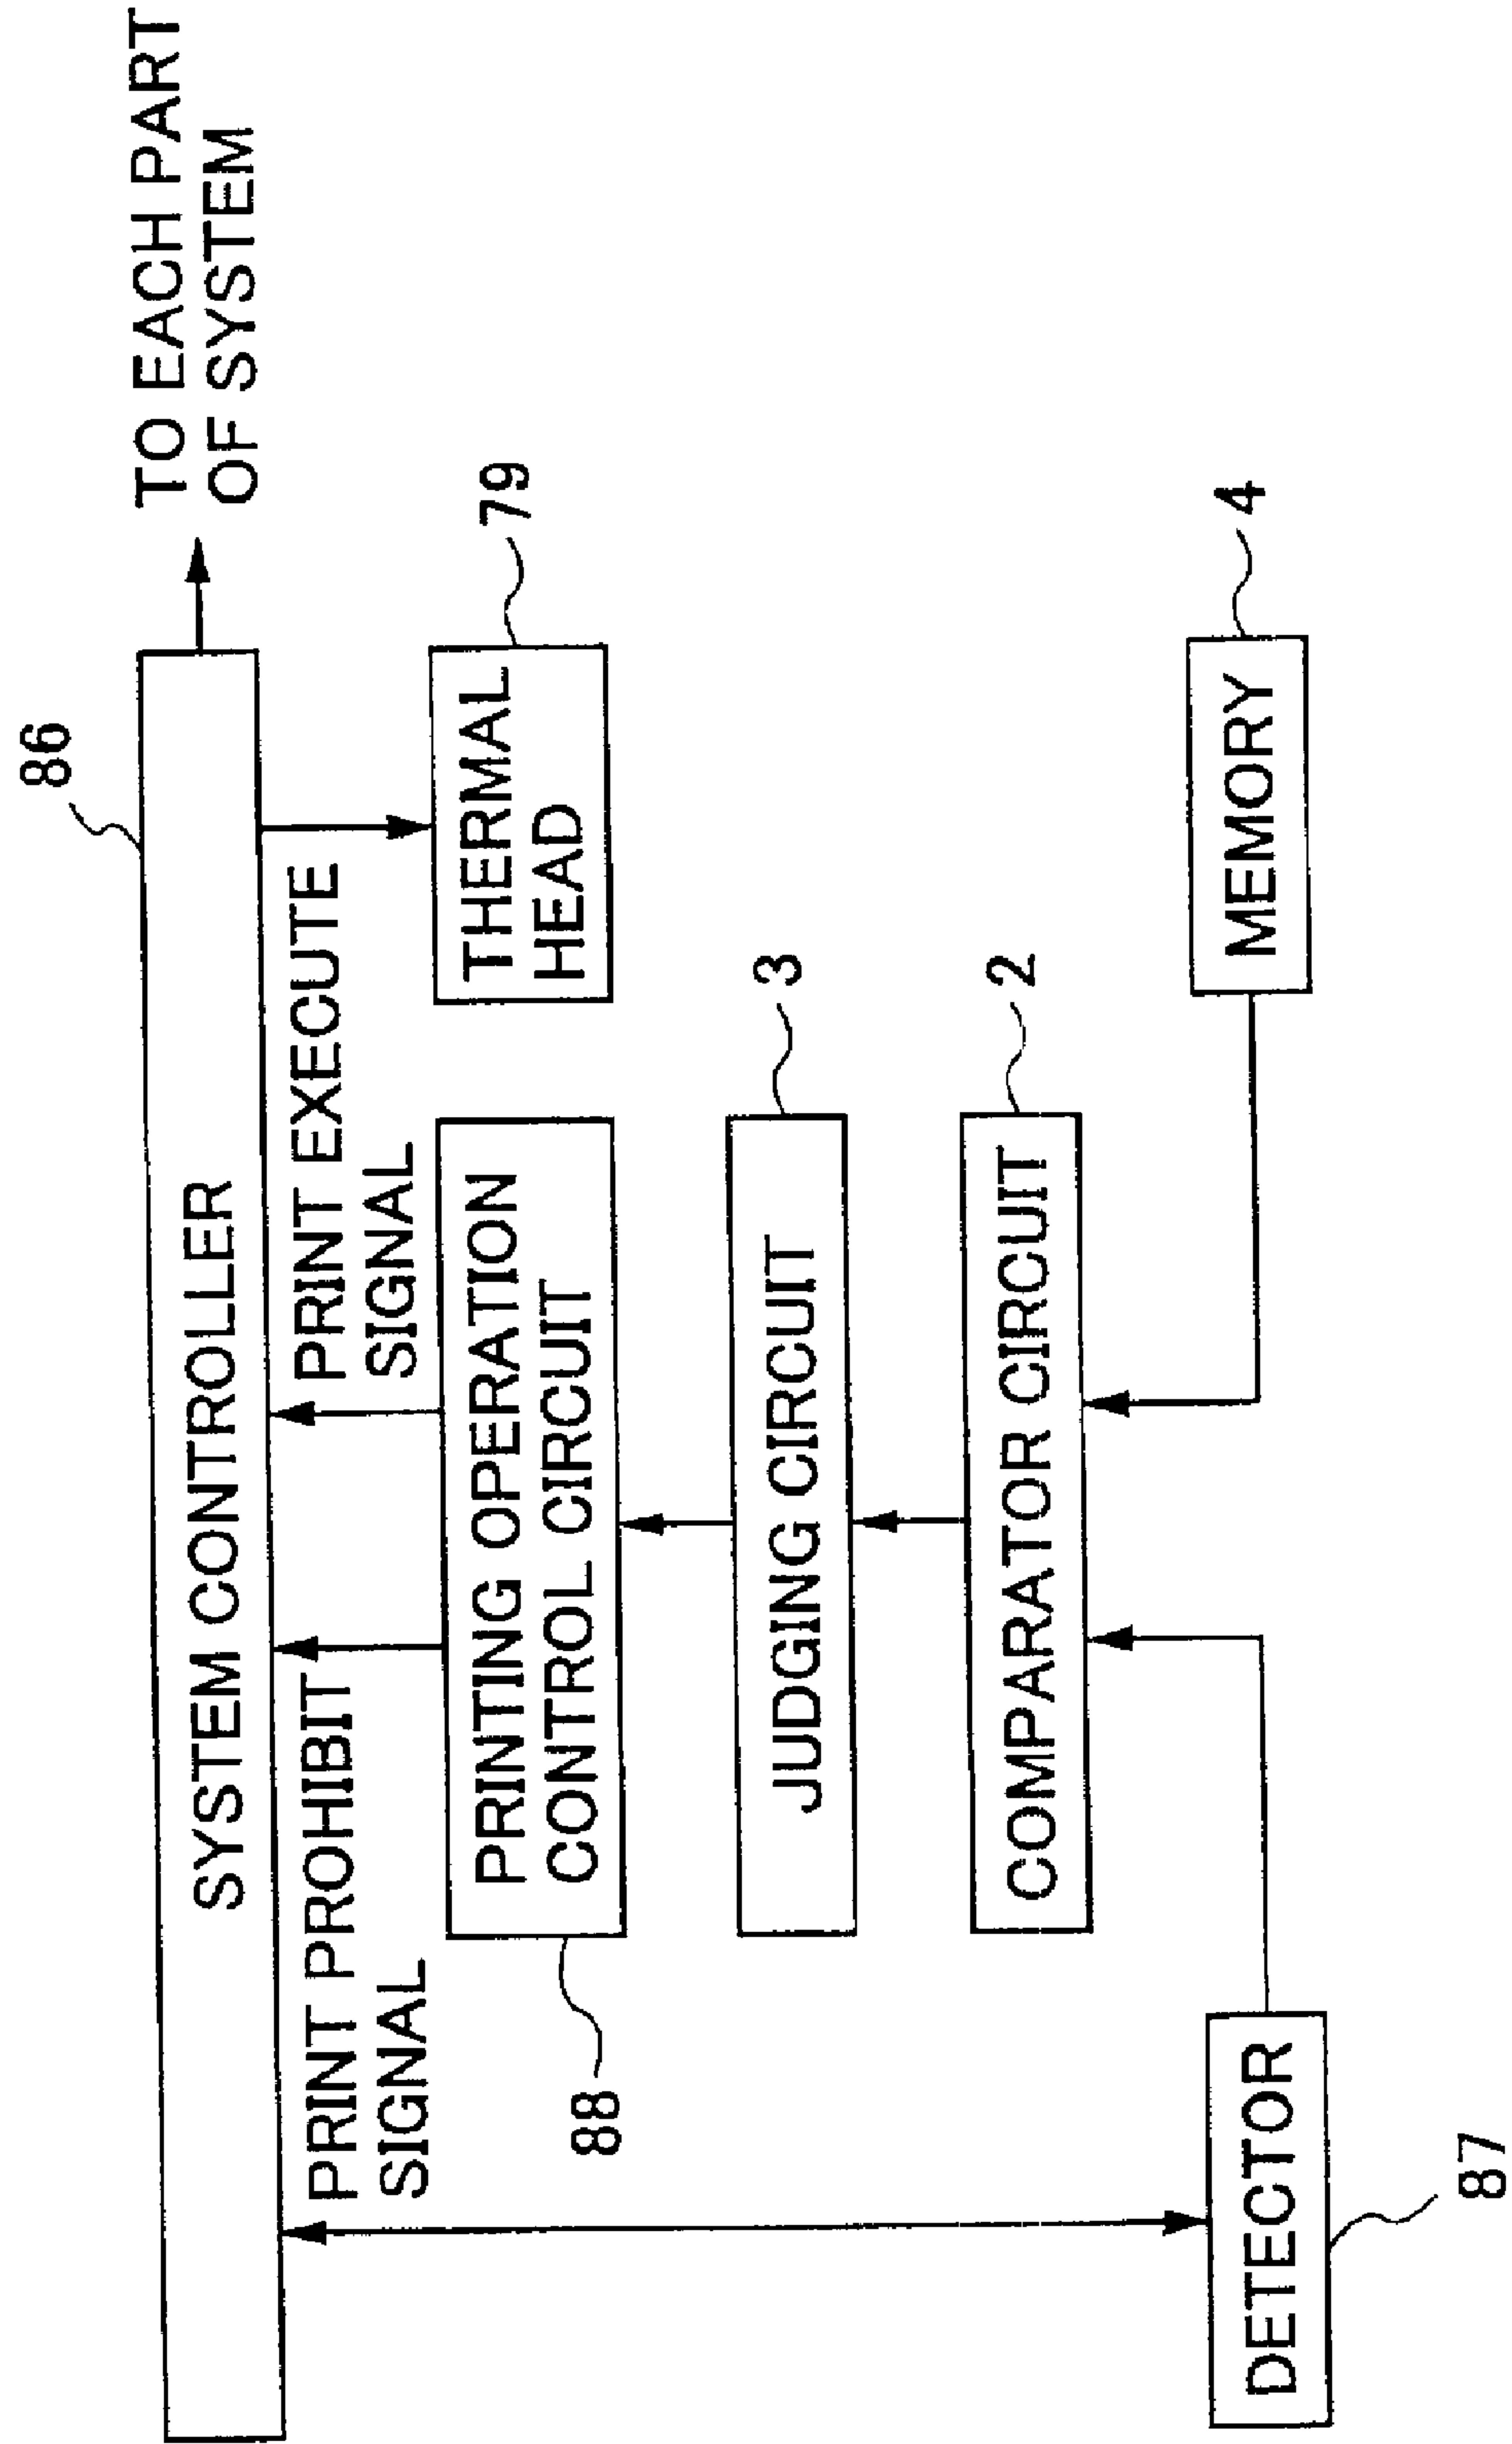 86
TO EACH PART
OF SYSTEM
SYSTEM CONTROLLER
PRINT PROHIBIT
SIGNAL
PRINT EXECUTE
SIGNAL
88
PRINTING OPERATION
CONTROL CIRCUIT
THERMAL
HEAD
79
3
JUDGING CIRCUIT
2
COMPARATOR CIRCUIT
DETECTOR
87
MEMORY
4